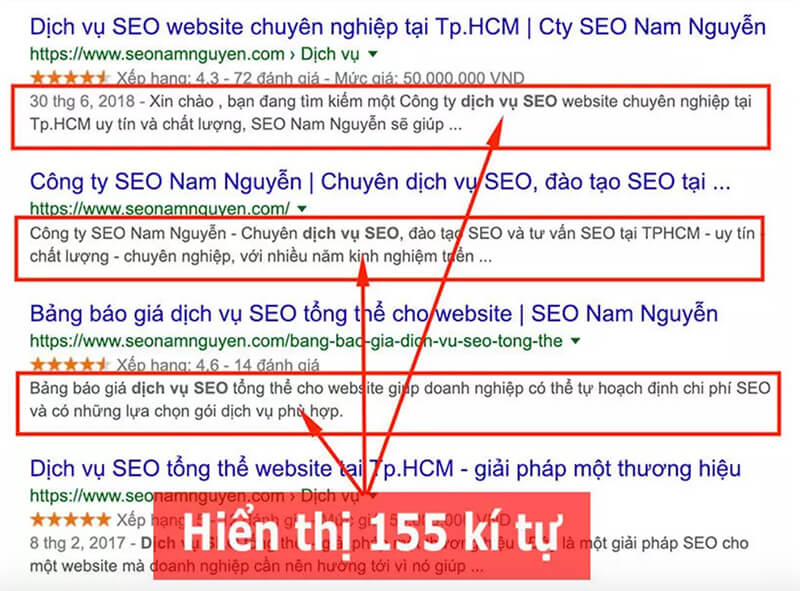 Dịch vụ SEO website chuyên nghiệp tại Tp.HCM | Cty SEO Nam Nguyễn
https://www.seonamnguyen.com › Dịch vụ
Xếp hạng: 4,3 - 72 đánh giá - Mức giá: 50.000.000 VND
30 thg 6, 2018 - Xin chào , bạn đang tìm kiếm một Công ty dịch vụ SEO website chuyên nghiệp tại
Tp.HCM uy tín và chất lượng, SEO Nam Nguyễn sẽ giúp ...
Công ty SEO Nam Nguyễn | Chuyên dịch vụ SEO, đào tạo SEO tại ...
https://www.seonamnguyen.com/
Công ty SEO Nam Nguyễn - Chuyên dịch vụ SEO, đào tạo SEO và tư vấn SEO tại TPHCM - uy tín -
chất lượng - chuyên nghiệp, với nhiều năm kinh nghiệm triển ...
Bảng báo giá dịch vụ SEO tổng thể cho website | SEO Nam Nguyễn
https://www.seonamnguyen.com/bang-bao-gia-dich-vu-seo-tong-the
Xếp hạng: 4,6 - 14 đánh giá
Bảng báo giá dịch vụ SEO tổng thể cho website giúp doanh nghiệp có thể tự hoạch định chi phí SEO
và có những lựa chọn gói dịch vụ phù hợp.
Dịch vụ SEO tổng thể website tại Tp.HCM - giải pháp một thương hiệu
https://www.seonamnguyen.com › Dịch vụ
Hiển thị 155 kí tự
8 thg 2, 2017 - là một giải pháp SEO cho
một website mà doanh nghiệp cần nên hướng tới vì nó giúp ...